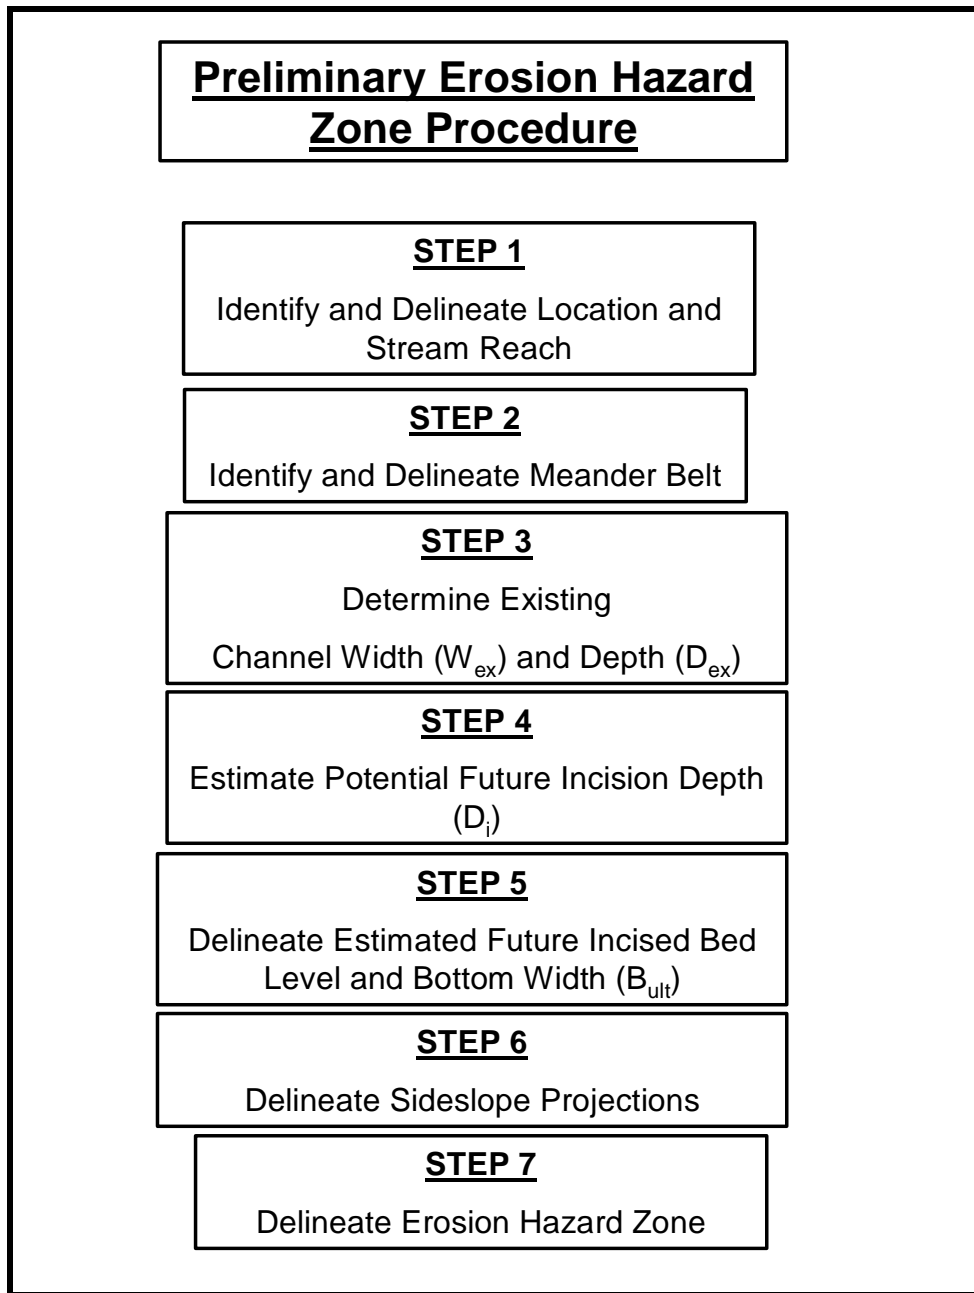 Preliminary Erosion Hazard
Zone Procedure
STEP 1
Identify and Delineate Location and
Stream Reach
STEP 2
Identify and Delineate Meander Belt
STEP 3
Determine Existing
Channel Width (Wex) and Depth (Dex)
STEP 4
Estimate Potential Future Incision Depth
(Di)
STEP 5
Delineate Estimated Future Incised Bed
Level and Bottom Width (Bult)
STEP 6
Delineate Sideslope Projections
STEP 7
Delineate Erosion Hazard Zone